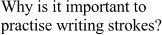 Why is it important to
practise writing strokes?